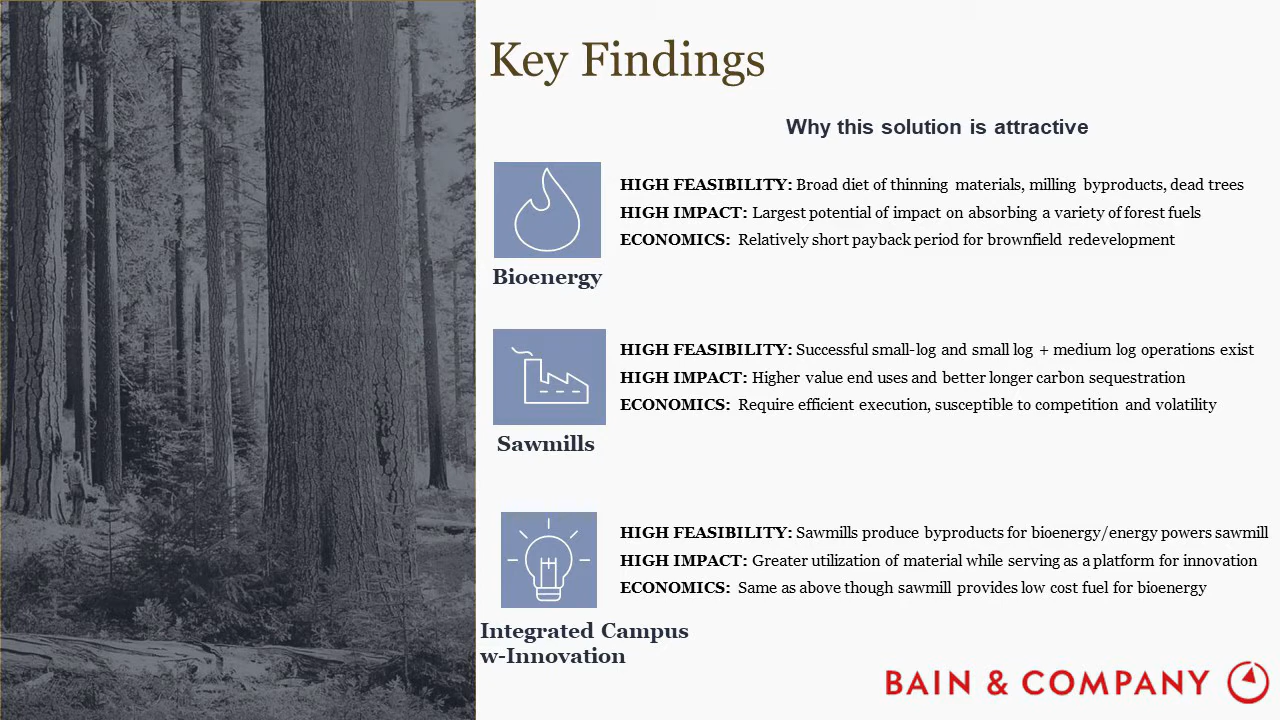 Key Findings
Why this solution is attractive
HIGH FEASIBILITY: Broad diet of thinning materials, milling byproducts, dead trees
HIGH IMPACT: Largest potential of impact on absorbing a variety of forest fuels
ECONOMICS: Relatively short payback period for brownfield redevelopment
Bioenergy
HIGH FEASIBILITY: Successful small-log and small log + medium log operations exist
HIGH IMPACT: Higher value end uses and better longer carbon sequestration
ECONOMICS: Require efficient execution, susceptible to competition and volatility
Sawmills
HIGH FEASIBILITY: Sawmills produce byproducts for bioenergy/energy powers sawmill
HIGH IMPACT: Greater utilization of material while serving as a platform for innovation
ECONOMICS: Same as above though sawmill provides low cost fuel for bioenergy
Integrated Campus
w-Innovation
BAIN & COMPANY